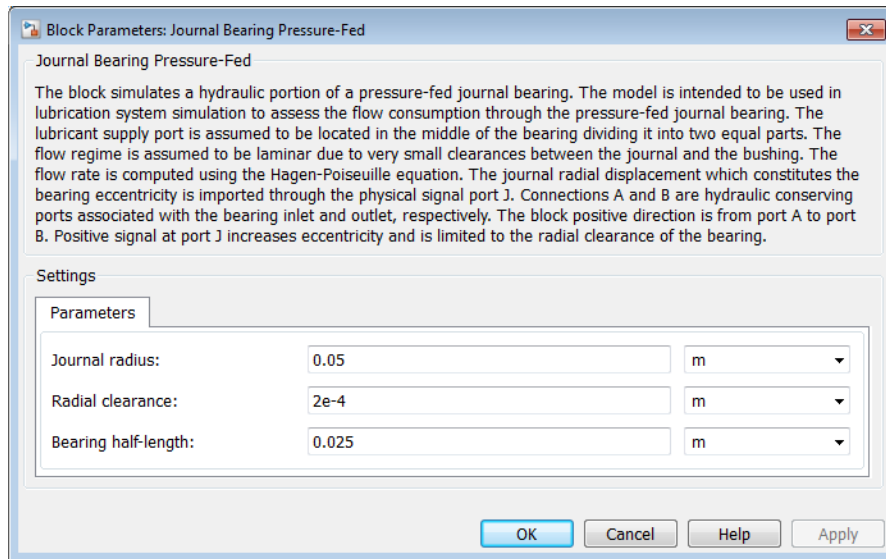 Block Parameters: Journal Bearing Pressure-Fed
Journal Bearing Pressure-Fed
The block simulates a hydraulic portion of a pressure-fed journal bearing. The model is intended to be used in
lubrication system simulation to assess the flow consumption through the pressure-fed journal bearing. The
lubricant supply port is assumed to be located in the middle of the bearing dividing it into two equal parts. The
flow regime is assumed to be laminar due to very small clearances between the journal and the bushing. The
flow rate is computed using the Hagen-Poiseuille equation. The journal radial displacement which constitutes the
bearing eccentricity is imported through the physical signal port J. Connections A and B are hydraulic conserving
ports associated with the bearing inlet and outlet, respectively. The block positive direction is from port A to port
B. Positive signal at port J increases eccentricity and is limited to the radial clearance of the bearing.
Settings
Parameters
Journal radius: 0.05 m
Radial clearance: 2e-4 m
Bearing half-length: 0.025 m
OK Cancel Help Apply